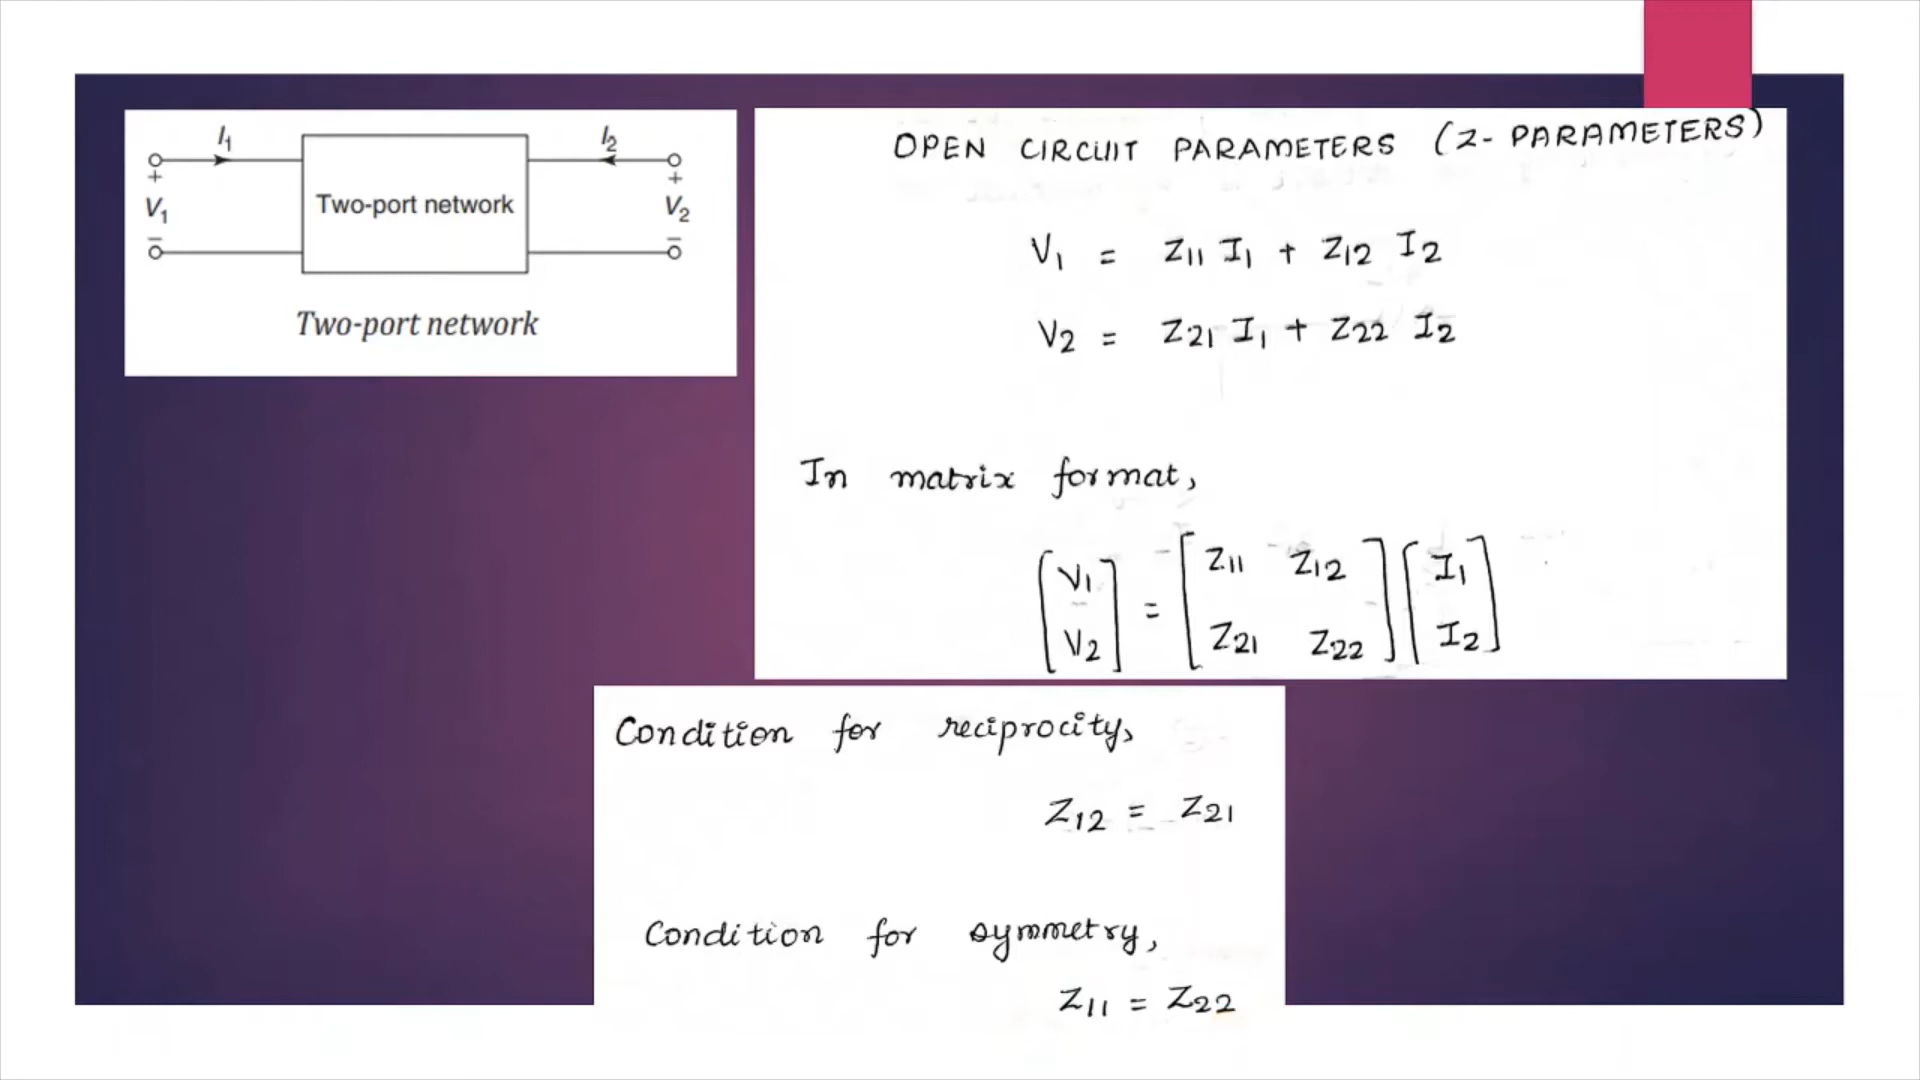 I1 I2
+ +
V1 Two-port network V2
− −
Two-port network
OPEN CIRCUIT PARAMETERS (Z- PARAMETERS)
V1 = Z11 I1 + Z12 I2
V2 = Z21 I1 + Z22 I2
In matrix format,
[V1] = [Z11 Z12] [I1]
[V2] [Z21 Z22] [I2]
Condition for reciprocity,
Z12 = Z21
Condition for symmetry,
Z11 = Z22